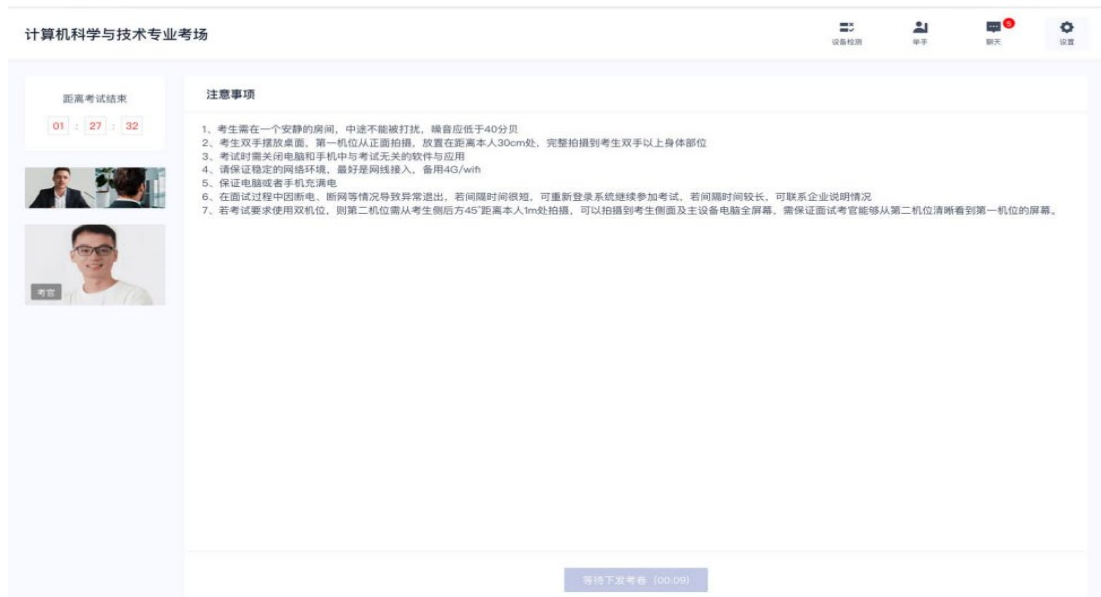 计算机科学与技术专业考场
设备检测
举手
5
聊天
设置
距离考试结束
01 : 27 : 32
考官
注意事项
1、考生需在一个安静的房间，中途不能被打扰，噪音应低于40分贝
2、考生双手摆放桌面，第一机位从正面拍摄，放置在距离本人30cm处、完整拍摄到考生双手以上身体部位
3、考试时需关闭电脑和手机中与考试无关的软件与应用
4、请保证稳定的网络环境，最好是网线接入，备用4G/wifi
5、保证电脑或者手机充满电
6、在面试过程中因断电、断网等情况导致异常退出，若间隔时间很短，可重新登录系统继续参加考试，若间隔时间较长，可联系企业说明情况
7、若考试要求使用双机位，则第二机位需从考生侧后方45°距离本人1m处拍摄，可以拍摄到考生侧面及主设备电脑全屏幕，需保证面试考官能够从第二机位清晰看到第一机位的屏幕。
等待下发考卷（00:09）